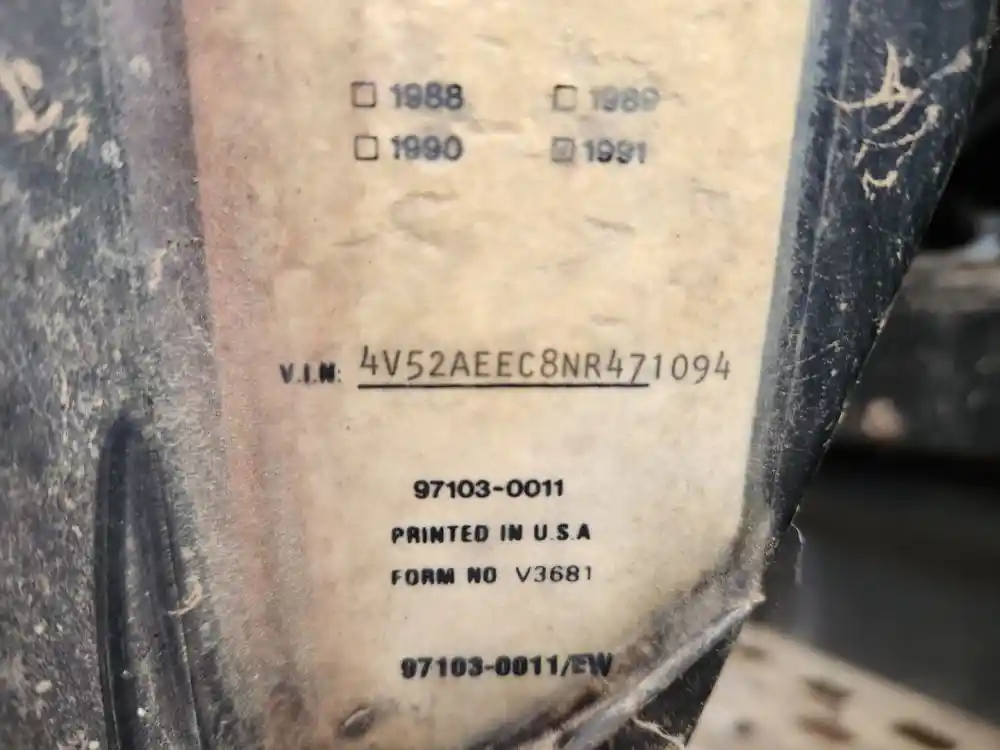 ☐ 1988 ☐ 1989
☐ 1990 ☒ 1991
V.I.N: 4V52AEEC8NR471094
97103-0011
PRINTED IN U.S.A
FORM NO V3681
97103-0011/EW